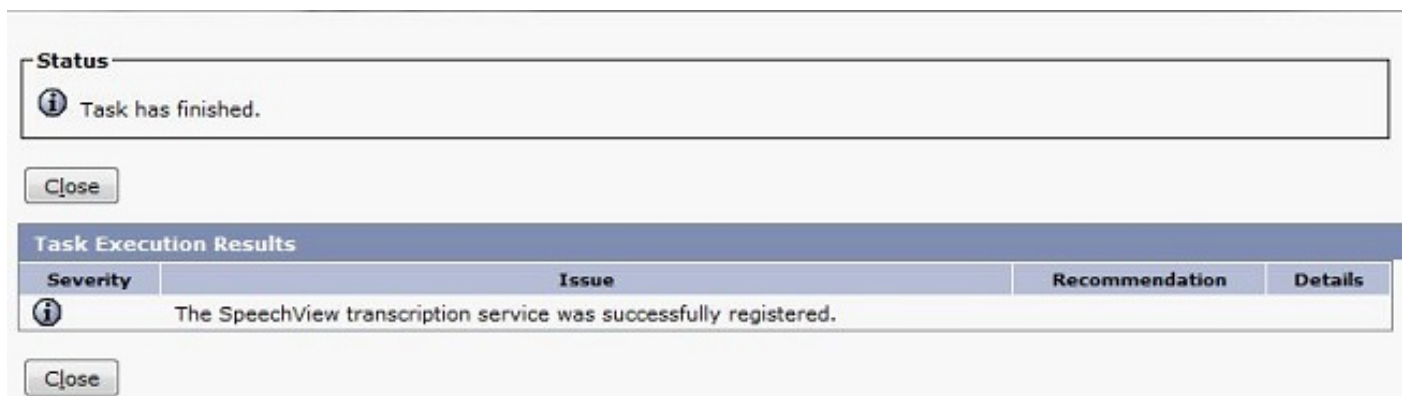 Status
Task has finished.
Close
Task Execution Results
Severity Issue Recommendation Details
The SpeechView transcription service was successfully registered.
Close